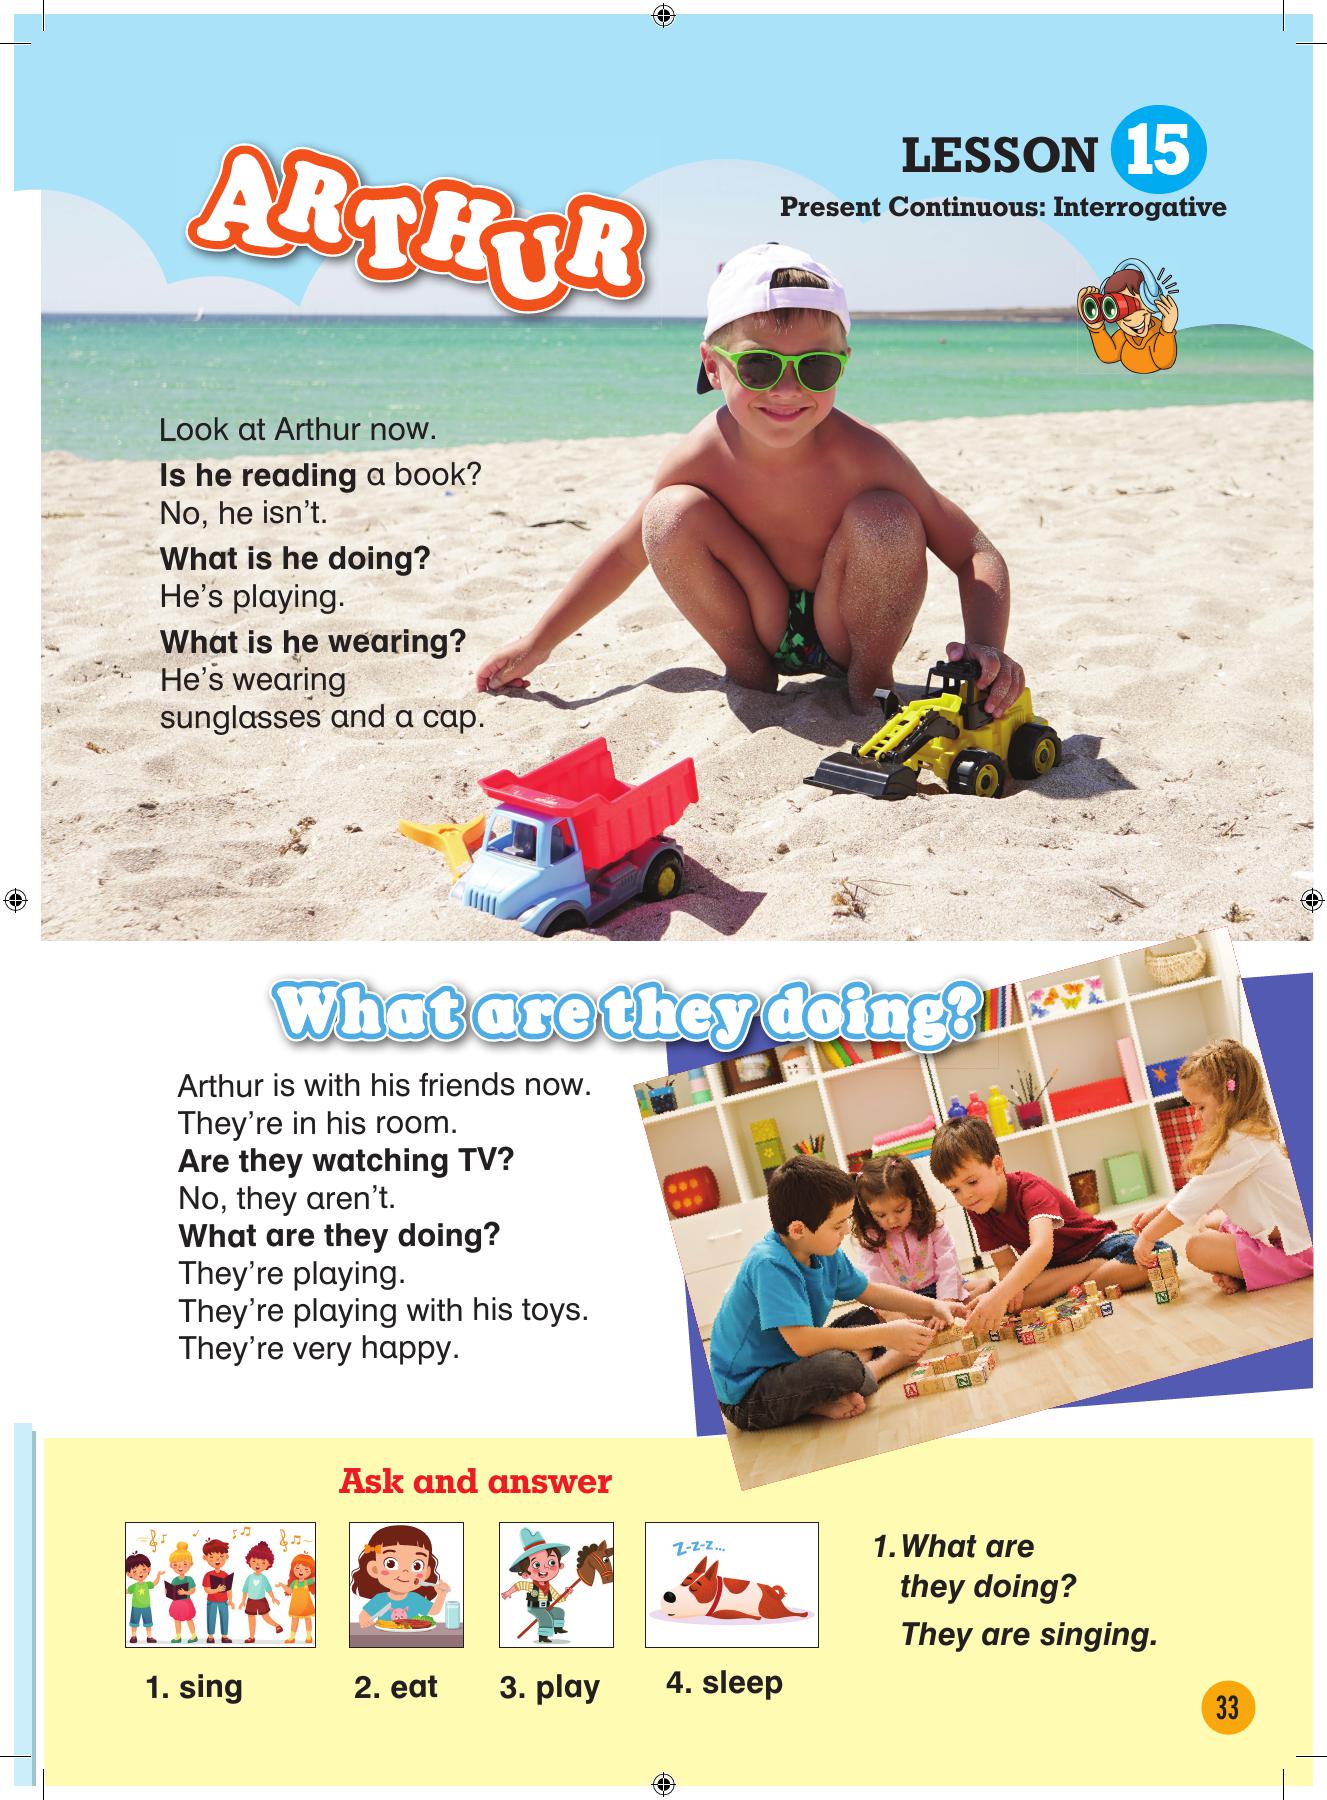 ARTHUR
LESSON 15
Present Continuous: Interrogative
Look at Arthur now.
Is he reading a book?
No, he isn't.
What is he doing?
He's playing.
What is he wearing?
He's wearing
sunglasses and a cap.
What are they doing?
Arthur is with his friends now.
They're in his room.
Are they watching TV?
No, they aren't.
What are they doing?
They're playing.
They're playing with his toys.
They're very happy.
Ask and answer
Z-z-z...
1. sing
2. eat
3. play
4. sleep
1. What are
they doing?
They are singing.
33